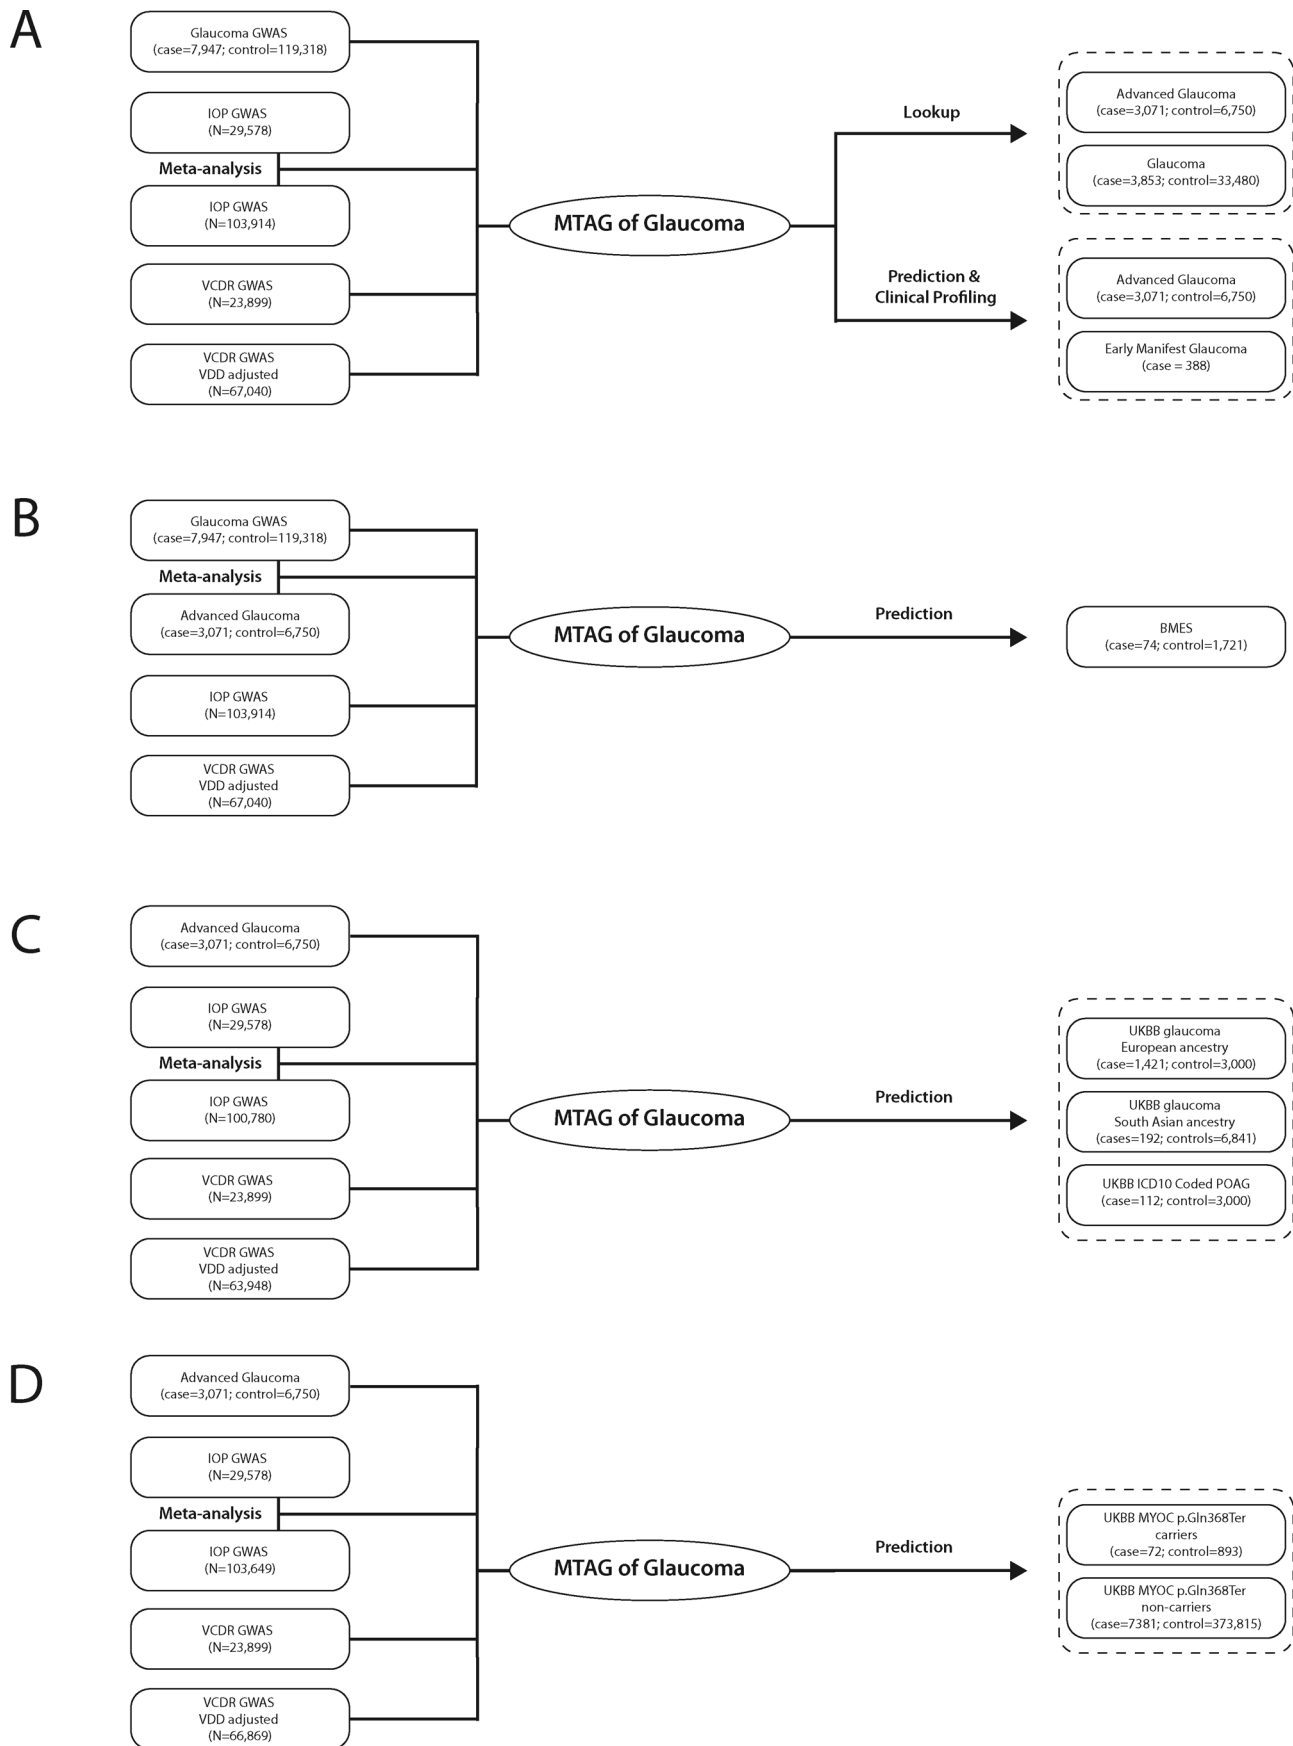 A
Glaucoma GWAS
(case=7,947; control=119,318)
IOP GWAS
(N=29,578)
Meta-analysis
IOP GWAS
(N=103,914)
VCDR GWAS
(N=23,899)
VCDR GWAS
VDD adjusted
(N=67,040)
MTAG of Glaucoma
Lookup
Prediction &
Clinical Profiling
Advanced Glaucoma
(case=3,071; control=6,750)
Glaucoma
(case=3,853; control=33,480)
Advanced Glaucoma
(case=3,071; control=6,750)
Early Manifest Glaucoma
(case = 388)
B
Glaucoma GWAS
(case=7,947; control=119,318)
Meta-analysis
Advanced Glaucoma
(case=3,071; control=6,750)
IOP GWAS
(N=103,914)
VCDR GWAS
VDD adjusted
(N=67,040)
MTAG of Glaucoma
Prediction
BMES
(case=74; control=1,721)
C
Advanced Glaucoma
(case=3,071; control=6,750)
IOP GWAS
(N=29,578)
Meta-analysis
IOP GWAS
(N=100,780)
VCDR GWAS
(N=23,899)
VCDR GWAS
VDD adjusted
(N=63,948)
MTAG of Glaucoma
Prediction
UKBB glaucoma
European ancestry
(case=1,421; control=3,000)
UKBB glaucoma
South Asian ancestry
(cases=192; controls=6,841)
UKBB ICD10 Coded POAG
(case=112; control=3,000)
D
Advanced Glaucoma
(case=3,071; control=6,750)
IOP GWAS
(N=29,578)
Meta-analysis
IOP GWAS
(N=103,649)
VCDR GWAS
(N=23,899)
VCDR GWAS
VDD adjusted
(N=66,869)
MTAG of Glaucoma
Prediction
UKBB MYOC p.Gln368Ter
carriers
(case=72; control=893)
UKBB MYOC p.Gln368Ter
non-carriers
(case=7381; control=373,815)